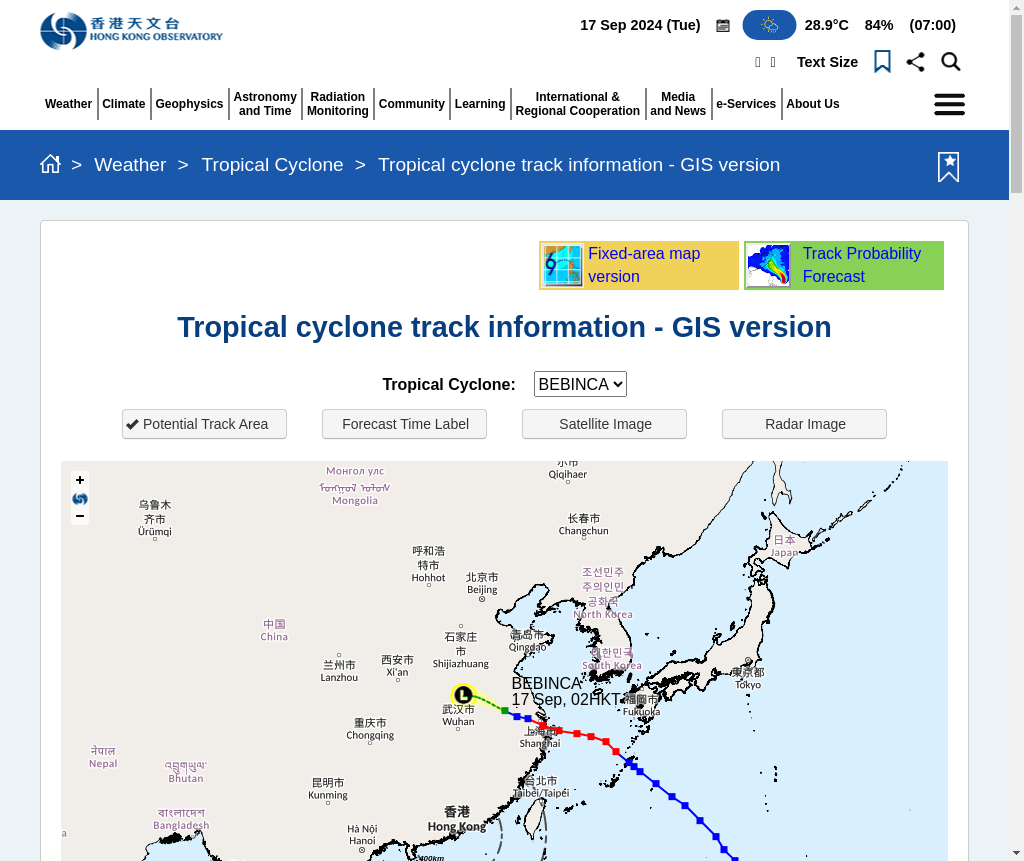 香港天文台
HONG KONG OBSERVATORY
17 Sep 2024 (Tue)
28.9°C 84% (07:00)
Text Size
Weather
Climate
Geophysics
Astronomy and Time
Radiation Monitoring
Community
Learning
International & Regional Cooperation
Media and News
e-Services
About Us
> Weather > Tropical Cyclone > Tropical cyclone track information - GIS version
Fixed-area map version
Track Probability Forecast
Tropical cyclone track information - GIS version
Tropical Cyclone: BEBINCA
Potential Track Area
Forecast Time Label
Satellite Image
Radar Image
+
−
Монгол улс
Mongolia
Qiqihaer
乌鲁木齐市
Ürümqi
长春市
Changchun
日本
Japan
呼和浩特市
Hohhot
北京市
Beijing
조선민주주의인민공화국
North Korea
中国
China
石家庄市
Shijiazhuang
青岛市
Qingdao
대한민국
South Korea
兰州市
Lanzhou
西安市
Xi'an
東京都
Tokyo
BEBINCA
17 Sep, 02HKT
福岡市
Fukuoka
L
武汉市
Wuhan
重庆市
Chongqing
上海市
Shanghai
नेपाल
Nepal
འབྲུག་ཡུལ་
Bhutan
昆明市
Kunming
台北市
Taibei/Taipei
বাংলাদেশ
Bangladesh
香港
Hong Kong
Hà Nội
Hanoi
400km